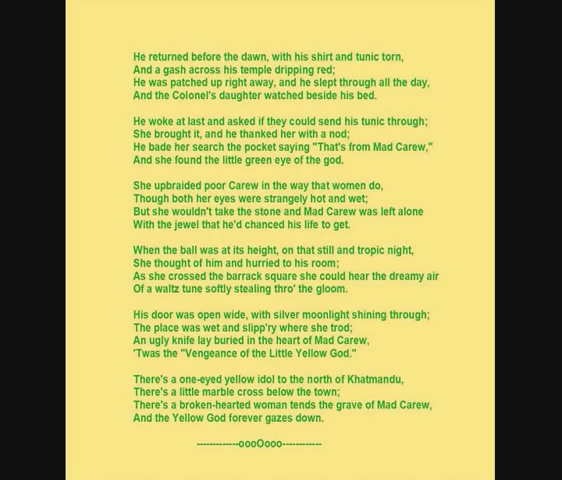 He returned before the dawn, with his shirt and tunic torn,
And a gash across his temple dripping red;
He was patched up right away, and he slept through all the day,
And the Colonel's daughter watched beside his bed.
He woke at last and asked if they could send his tunic through;
She brought it, and he thanked her with a nod;
He bade her search the pocket saying "That's from Mad Carew,"
And she found the little green eye of the god.
She upbraided poor Carew in the way that women do,
Though both her eyes were strangely hot and wet;
But she wouldn't take the stone and Mad Carew was left alone
With the jewel that he'd chanced his life to get.
When the ball was at its height, on that still and tropic night,
She thought of him and hurried to his room;
As she crossed the barrack square she could hear the dreamy air
Of a waltz tune softly stealing thro' the gloom.
His door was open wide, with silver moonlight shining through;
The place was wet and slipp'ry where she trod;
An ugly knife lay buried in the heart of Mad Carew,
'Twas the "Vengeance of the Little Yellow God."
There's a one-eyed yellow idol to the north of Khatmandu,
There's a little marble cross below the town;
There's a broken-hearted woman tends the grave of Mad Carew,
And the Yellow God forever gazes down.
-------------oooOooo------------